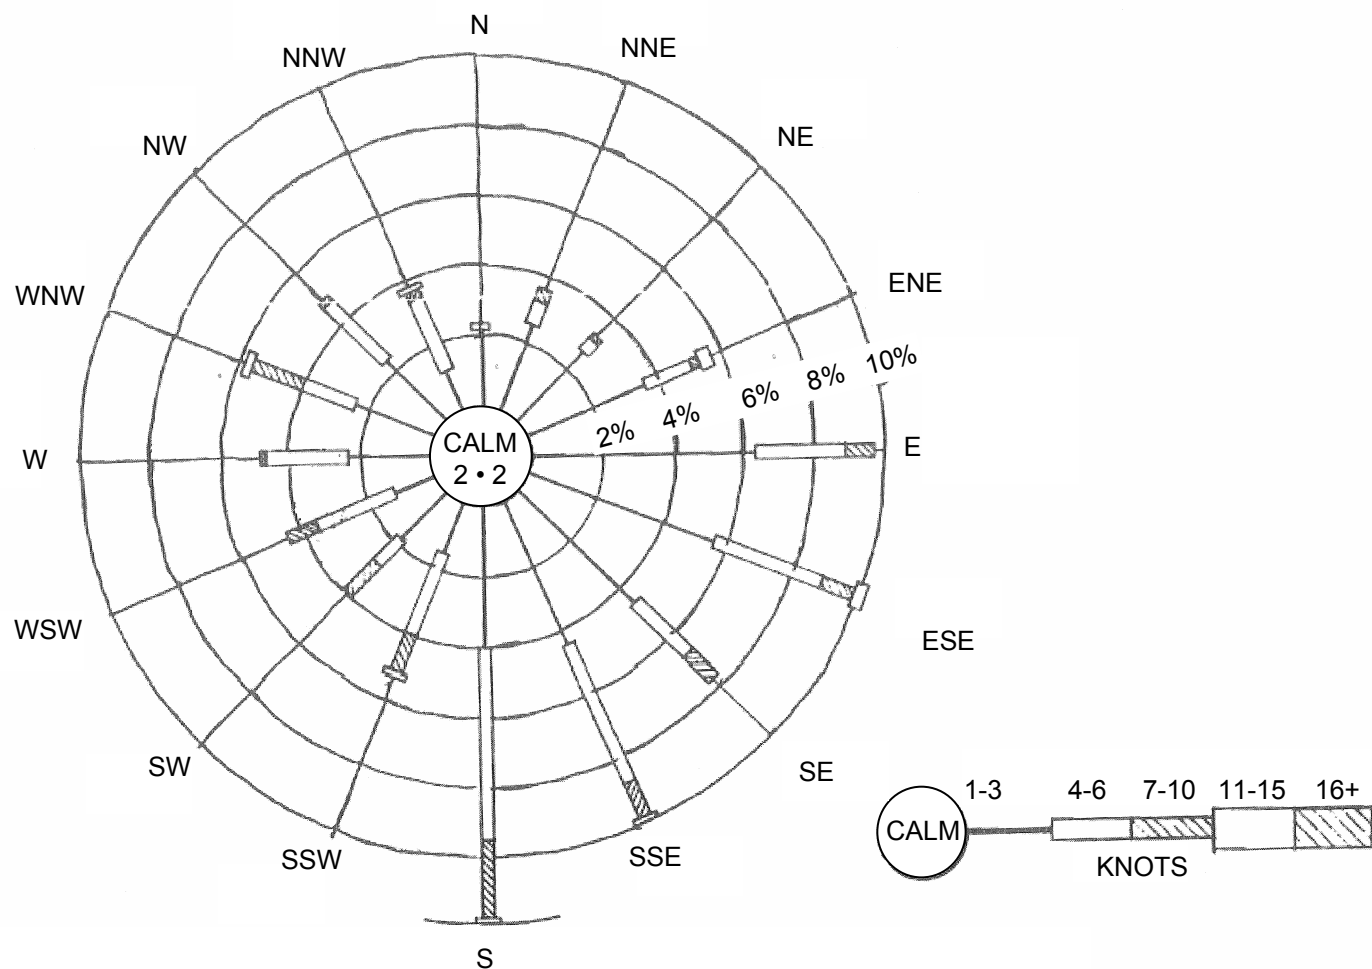 N
NNW
NNE
NW
NE
WNW
ENE
2% 4% 6% 8% 10%
W
CALM
2 • 2
E
WSW
ESE
SW
SE
SSW
SSE
S
1-3 4-6 7-10 11-15 16+
CALM
KNOTS